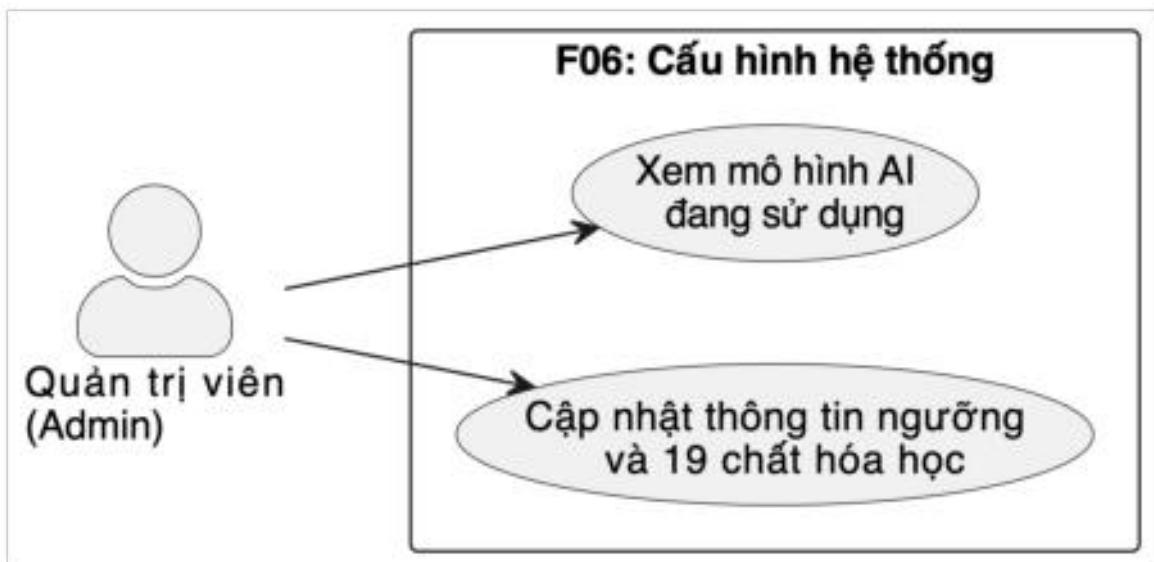 F06: Cấu hình hệ thống
Xem mô hình AI
đang sử dụng
Quản trị viên
(Admin)
Cập nhật thông tin ngưỡng
và 19 chất hóa học